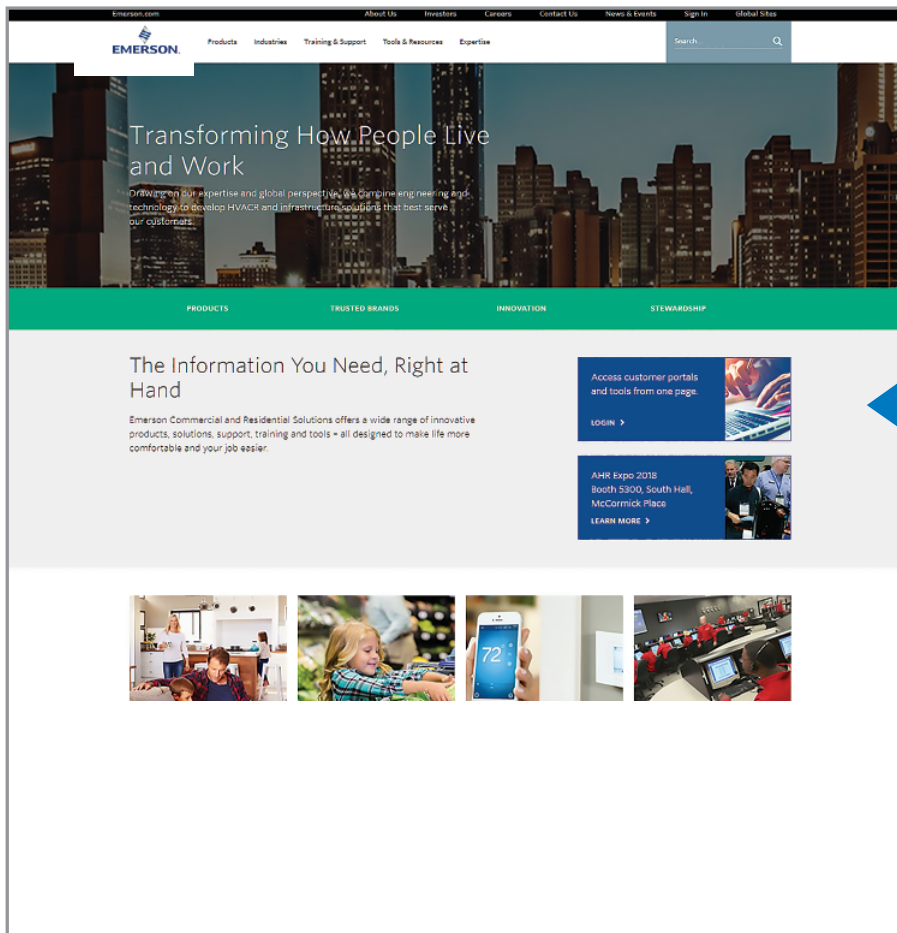 Emerson.com About Us Investors Careers Contact Us News & Events Sign In Global Sites
EMERSON. Products Industries Training & Support Tools & Resources Expertise Search...
Transforming How People Live
and Work
Drawing on our expertise and global perspective, we combine engineering and
technology to develop HVACR and infrastructure solutions that best serve
our customers.
PRODUCTS TRUSTED BRANDS INNOVATION STEWARDSHIP
The Information You Need, Right at
Hand
Emerson Commercial and Residential Solutions offers a wide range of innovative
products, solutions, support, training and tools – all designed to make life more
comfortable and your job easier.
Access customer portals
and tools from one page.
LOGIN >
AHR Expo 2018
Booth 5300, South Hall,
McCormick Place
LEARN MORE >
72